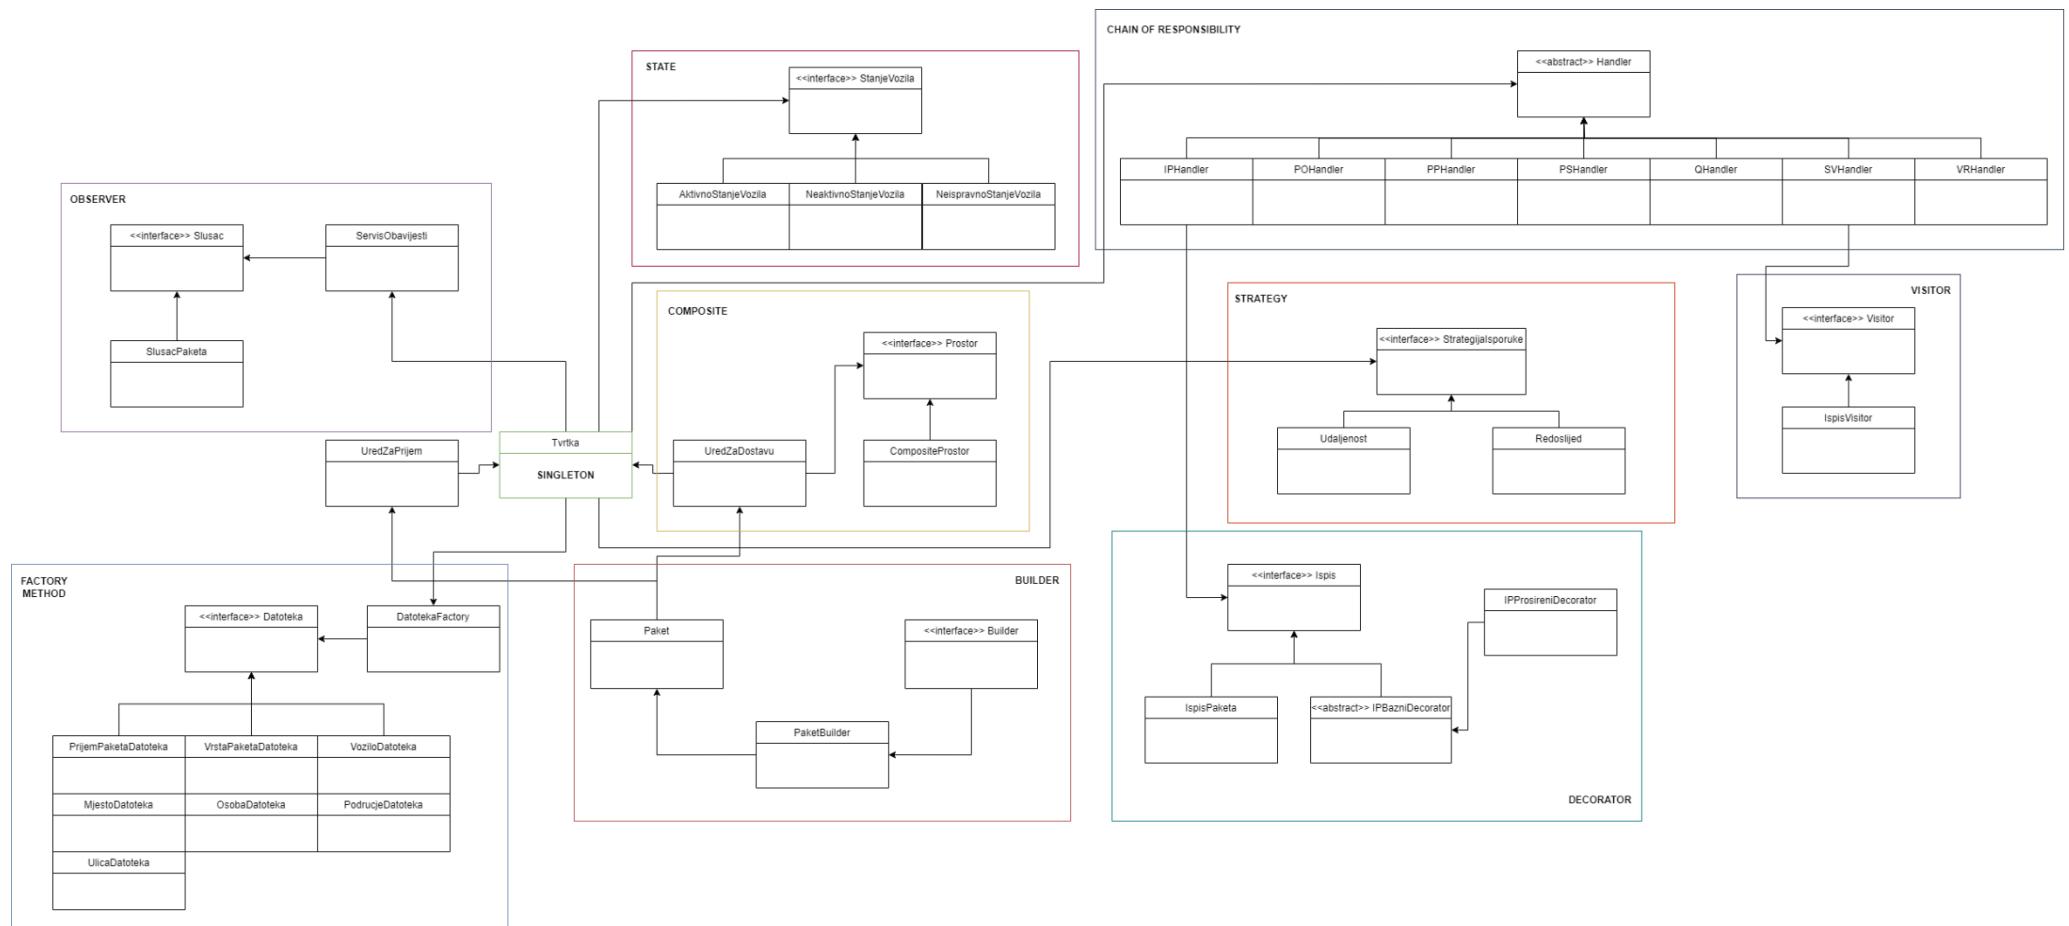 CHAIN OF RESPONSIBILITY
<<abstract>> Handler
IPHandler
POHandler
PPHandler
PSHandler
QHandler
SVHandler
VRHandler
STATE
<<interface>> StanjeVozila
AktivnoStanjeVozila
NeaktivnoStanjeVozila
NeispravnoStanjeVozila
OBSERVER
<<interface>> Slusac
ServisObavijesti
SlusacPaketa
COMPOSITE
<<interface>> Prostor
UredZaDostavu
CompositeProstor
STRATEGY
<<interface>> StrategijaIsporuke
Udaljenost
Redoslijed
VISITOR
<<interface>> Visitor
IspisVisitor
UredZaPrijem
Tvrtka
SINGLETON
FACTORY
METHOD
<<interface>> Datoteka
DatotekaFactory
PrijemPaketaDatoteka
VrstaPaketaDatoteka
VoziloDatoteka
MjestoDatoteka
OsobaDatoteka
PodrucjeDatoteka
UlicaDatoteka
BUILDER
Paket
<<interface>> Builder
PaketBuilder
<<interface>> Ispis
IPProsireniDecorator
IspisPaketa
<<abstract>> IPBazniDecorator
DECORATOR